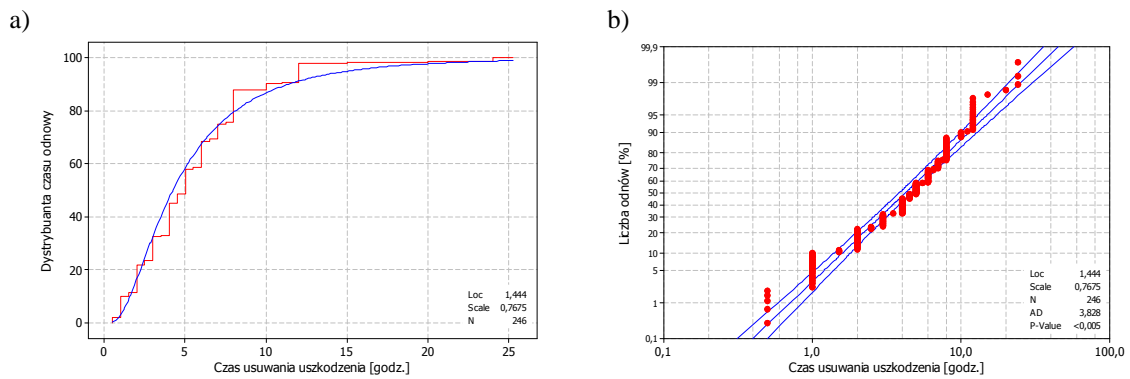 a)
b)
Dystrybuanta czasu odnowy
100
80
60
40
20
0
0 5 10 15 20 25
Czas usuwania uszkodzenia [godz.]
Loc 1,444
Scale 0,7675
N 246
Liczba odnów [%]
99,9
99
95
90
80
70
60
50
40
30
20
10
5
1
0,1
0,1 1,0 10,0 100,0
Czas usuwania uszkodzenia [godz.]
Loc 1,444
Scale 0,7675
N 246
AD 3,828
P-Value <0,005